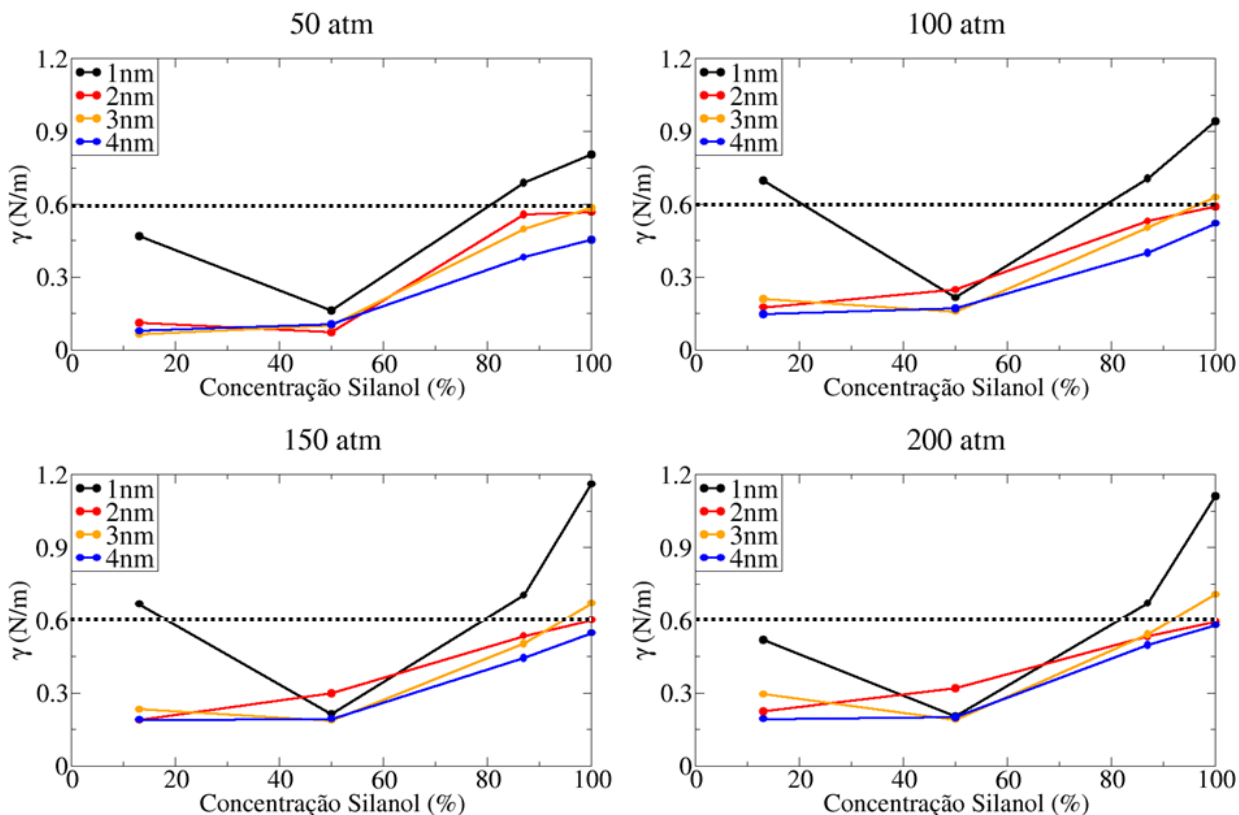 50 atm
1.2
0.9
0.6
0.3
0
γ (N/m)
1nm
2nm
3nm
4nm
0 20 40 60 80 100
Concentração Silanol (%)
100 atm
1.2
0.9
0.6
0.3
0
γ (N/m)
1nm
2nm
3nm
4nm
0 20 40 60 80 100
Concentração Silanol (%)
150 atm
1.2
0.9
0.6
0.3
0
γ (N/m)
1nm
2nm
3nm
4nm
0 20 40 60 80 100
Concentração Silanol (%)
200 atm
1.2
0.9
0.6
0.3
0
γ (N/m)
1nm
2nm
3nm
4nm
0 20 40 60 80 100
Concentração Silanol (%)